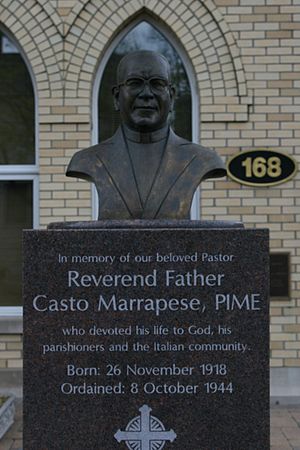 168
In memory of our beloved Pastor
Reverend Father
Casto Marrapese, PIME
who devoted his life to God, his
parishioners and the Italian community.
Born: 26 November 1918
Ordained: 8 October 1944